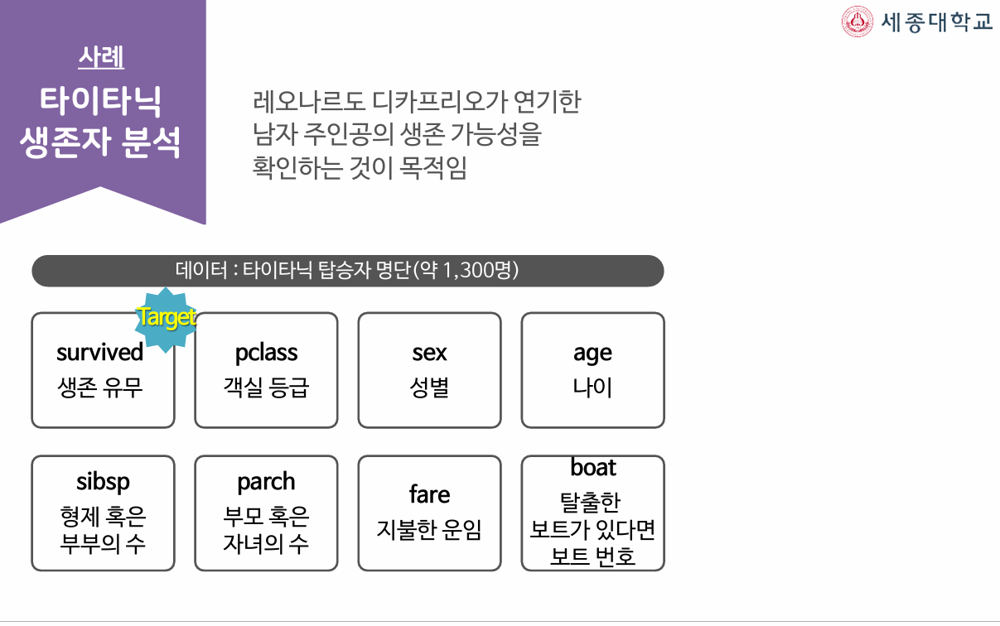 세종대학교
사례
타이타닉
생존자 분석
레오나르도 디카프리오가 연기한
남자 주인공의 생존 가능성을
확인하는 것이 목적임
데이터 : 타이타닉 탑승자 명단(약 1,300명)
Target
survived
생존 유무
pclass
객실 등급
sex
성별
age
나이
sibsp
형제 혹은
부부의 수
parch
부모 혹은
자녀의 수
fare
지불한 운임
boat
탈출한
보트가 있다면
보트 번호